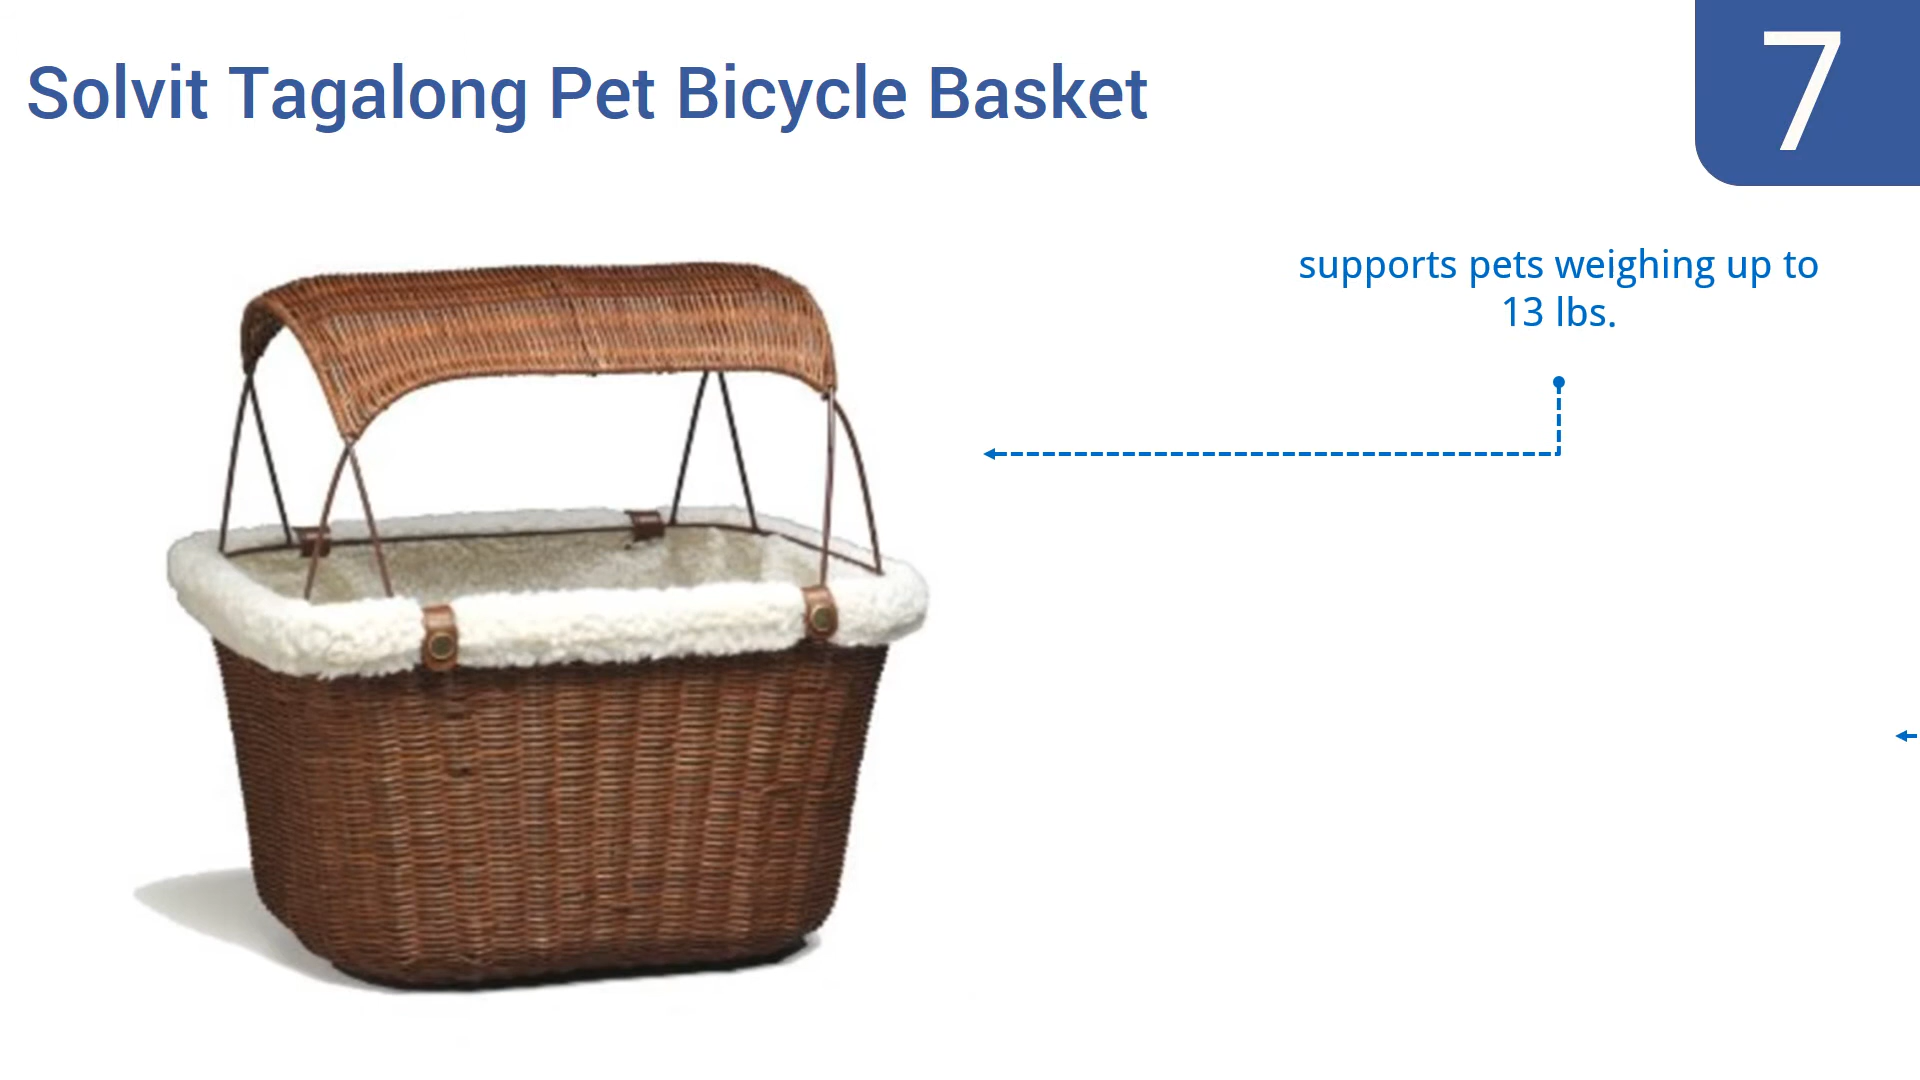 Solvit Tagalong Pet Bicycle Basket
7
supports pets weighing up to
13 lbs.